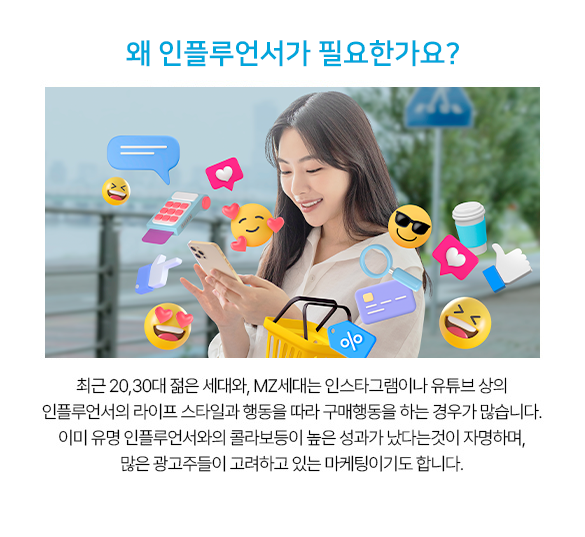 왜 인플루언서가 필요한가요?
%
최근 20,30대 젊은 세대와, MZ세대는 인스타그램이나 유튜브 상의
인플루언서의 라이프 스타일과 행동을 따라 구매행동을 하는 경우가 많습니다.
이미 유명 인플루언서와의 콜라보등이 높은 성과가 났다는것이 자명하며,
많은 광고주들이 고려하고 있는 마케팅이기도 합니다.